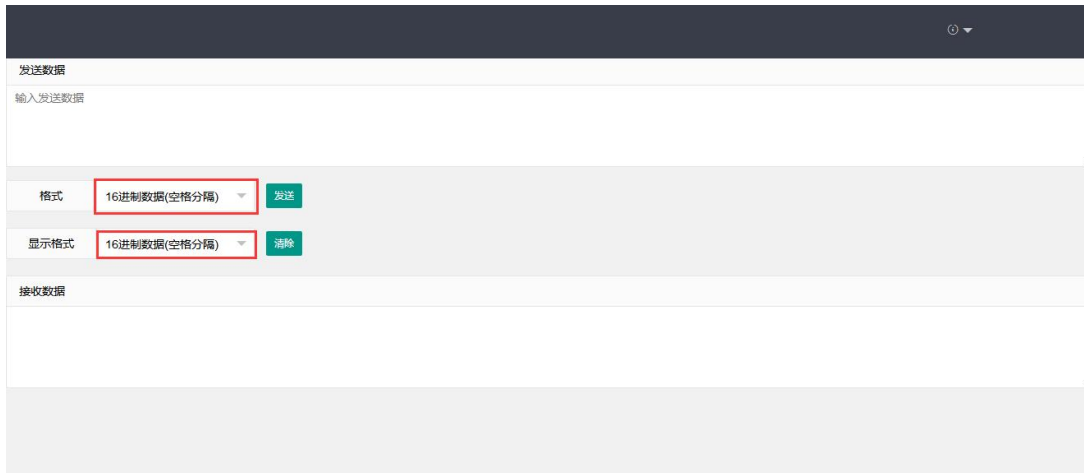 发送数据
输入发送数据
格式 16进制数据(空格分隔) 发送
显示格式 16进制数据(空格分隔) 清除
接收数据